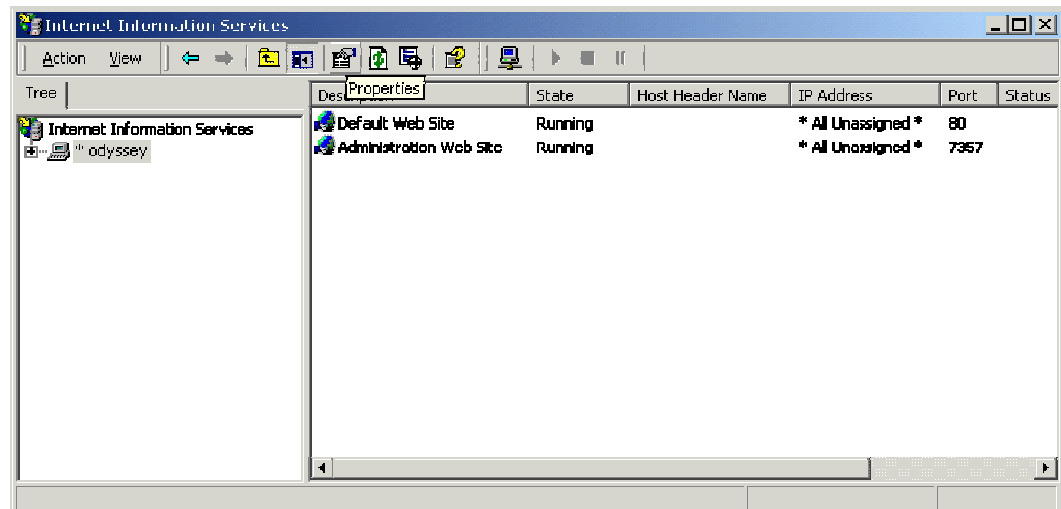 Internet Information Services
Action View
Properties
Tree
Description State Host Header Name IP Address Port Status
Internet Information Services
* odyssey
Default Web Site Running * All Unassigned * 80
Administration Web Site Running * All Unassigned * 7357